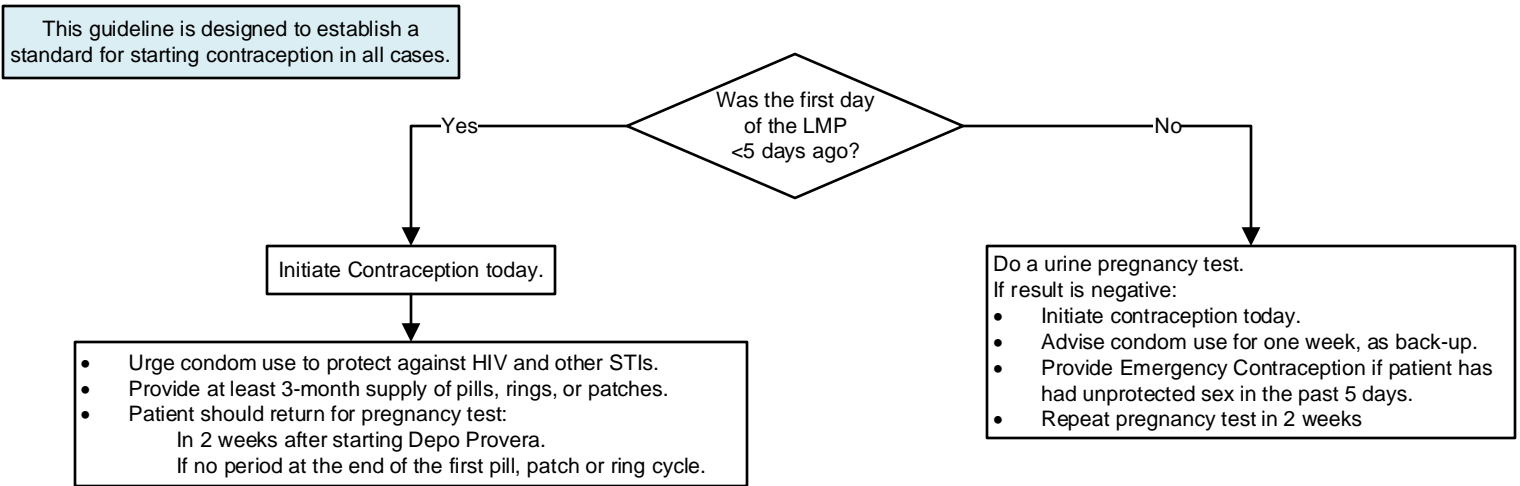 This guideline is designed to establish a
standard for starting contraception in all cases.
Was the first day
of the LMP
<5 days ago?
Yes
No
Initiate Contraception today.
• Urge condom use to protect against HIV and other STIs.
• Provide at least 3-month supply of pills, rings, or patches.
• Patient should return for pregnancy test:
In 2 weeks after starting Depo Provera.
If no period at the end of the first pill, patch or ring cycle.
Do a urine pregnancy test.
If result is negative:
• Initiate contraception today.
• Advise condom use for one week, as back-up.
• Provide Emergency Contraception if patient has
had unprotected sex in the past 5 days.
• Repeat pregnancy test in 2 weeks